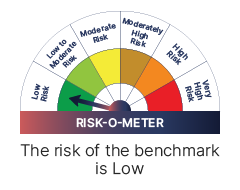 Low
Risk
Low to
Moderate
Risk
Moderate
Risk
Moderately
High
Risk
High
Risk
Very
High
Risk
RISK-O-METER
The risk of the benchmark
is Low